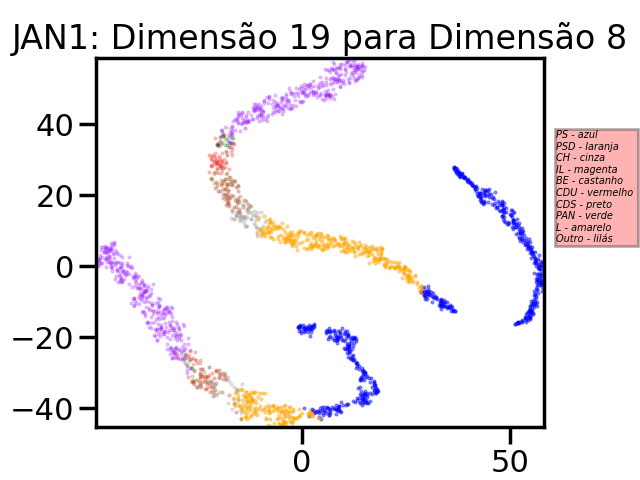 JAN1: Dimensão 19 para Dimensão 8
40
20
0
−20
−40
0
50
PS - azul
PSD - laranja
CH - cinza
IL - magenta
BE - castanho
CDU - vermelho
CDS - preto
PAN - verde
L - amarelo
Outro - lilás